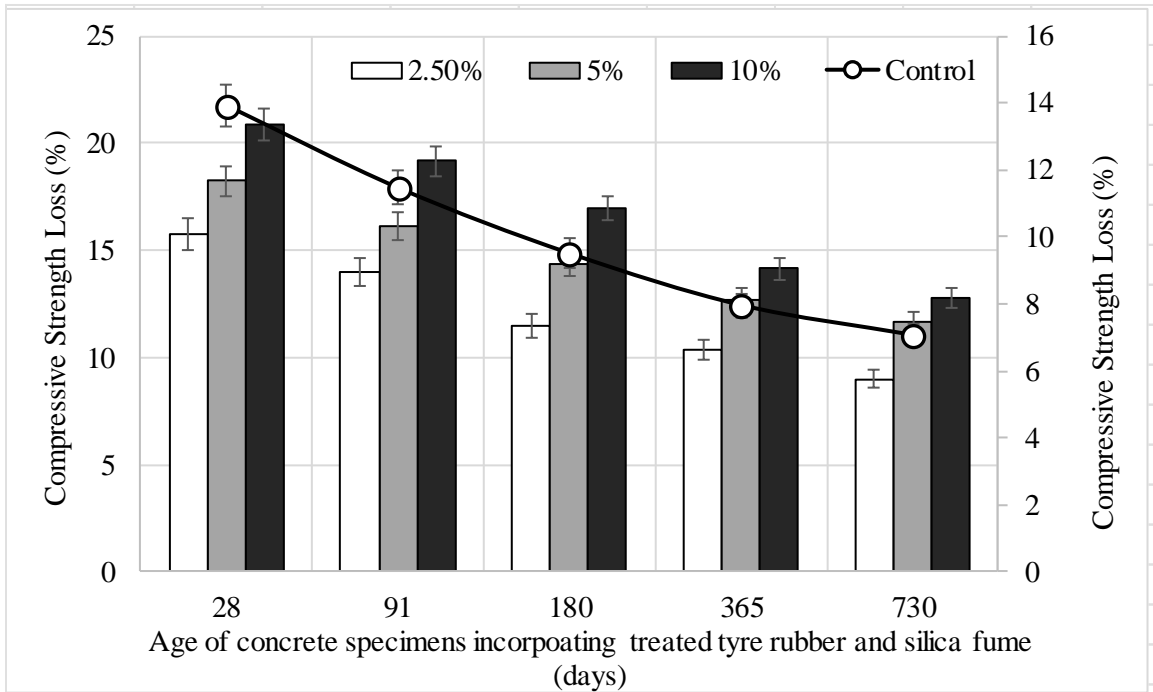 25
20
15
10
5
0
Compressive Strength Loss (%)
2.50% 5% 10% Control
16
14
12
10
8
6
4
2
0
Compressive Strength Loss (%)
28 91 180 365 730
Age of concrete specimens incorpoating treated tyre rubber and silica fume
(days)